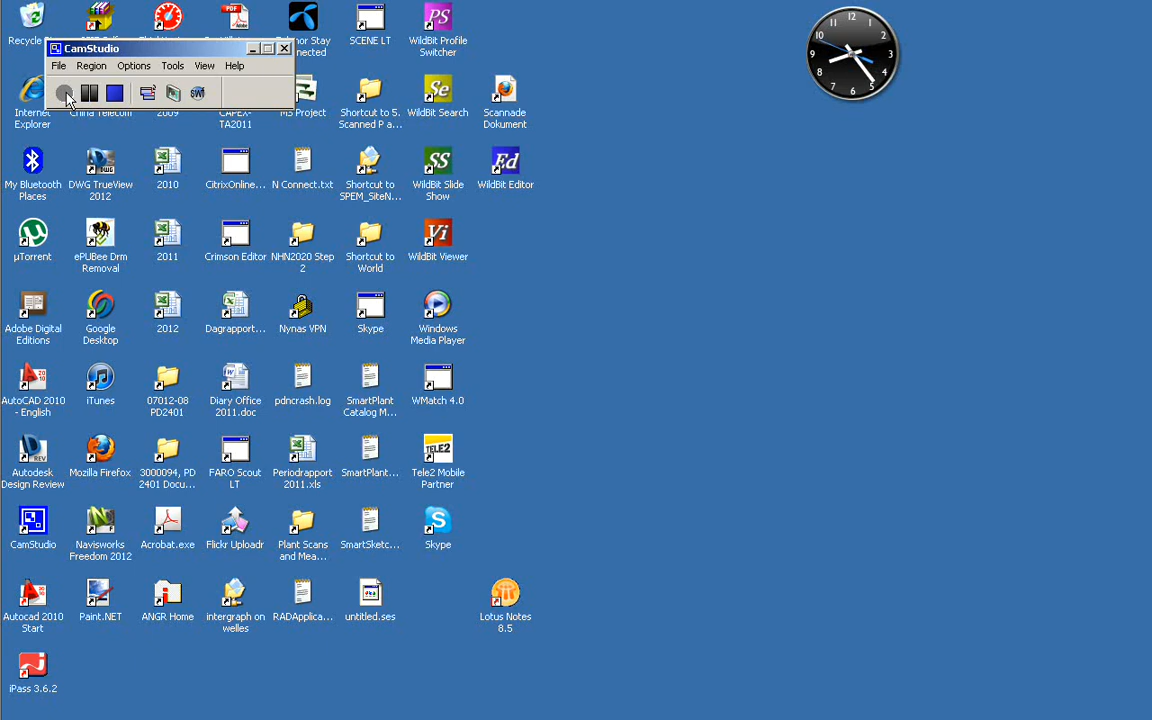 Recycle
SCENE LT
WildBit Profile
Switcher
CamStudio
File Region Options Tools View Help
Internet
Explorer
China Telecom
2009
CAPEX-
TA2011
MS Project
Shortcut to 5.
Scanned P a...
WildBit Search
Scannade
Dokument
My Bluetooth
Places
DWG TrueView
2012
2010
CitrixOnline...
N Connect.txt
Shortcut to
SPEM_SiteN...
WildBit Slide
Show
WildBit Editor
µTorrent
ePUBee Drm
Removal
2011
Crimson Editor
NHN2020 Step
2
Shortcut to
World
WildBit Viewer
Adobe Digital
Editions
Google
Desktop
2012
Dagrapport...
Nynas VPN
Skype
Windows
Media Player
AutoCAD 2010
- English
iTunes
07012-08
PD2401
Diary Office
2011.doc
pdncrash.log
SmartPlant
Catalog M...
WMatch 4.0
Autodesk
Design Review
Mozilla Firefox
3000094, PD
2401 Docu...
FARO Scout
LT
Periodrapport
2011.xls
SmartPlant...
TELE2
Tele2 Mobile
Partner
CamStudio
Navisworks
Freedom 2012
Acrobat.exe
Flickr Uploadr
Plant Scans
and Mea...
SmartSketc...
Skype
Autocad 2010
Start
Paint.NET
ANGR Home
intergraph on
welles
RADApplica...
untitled.ses
Lotus Notes
8.5
iPass 3.6.2